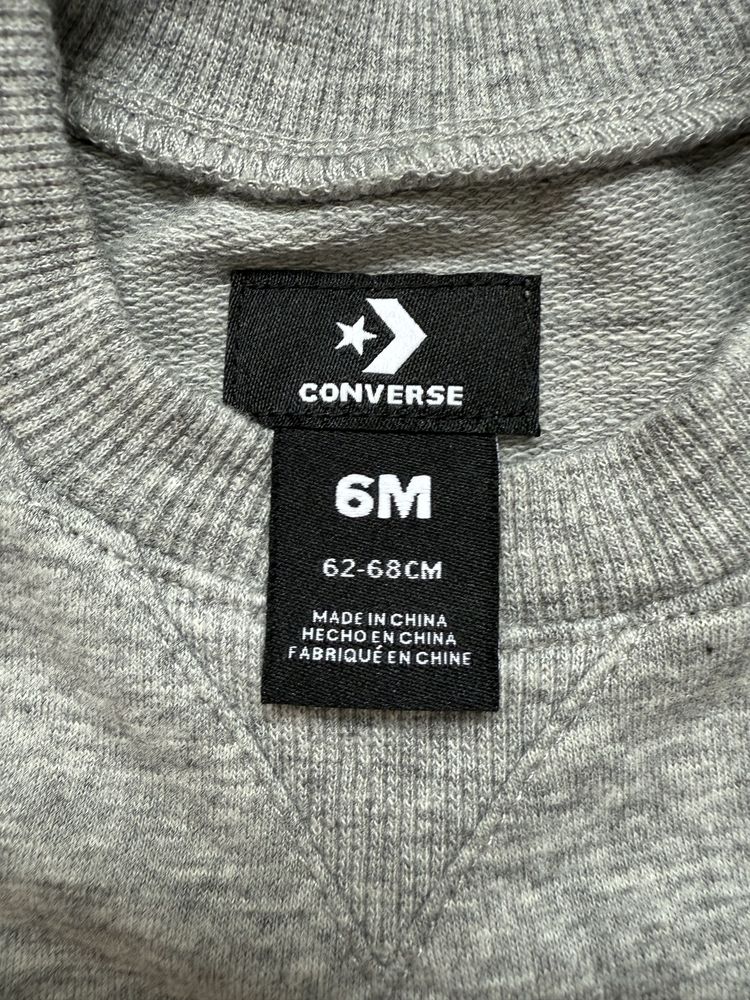 CONVERSE
6M
62-68CM
MADE IN CHINA
HECHO EN CHINA
FABRIQUÉ EN CHINE